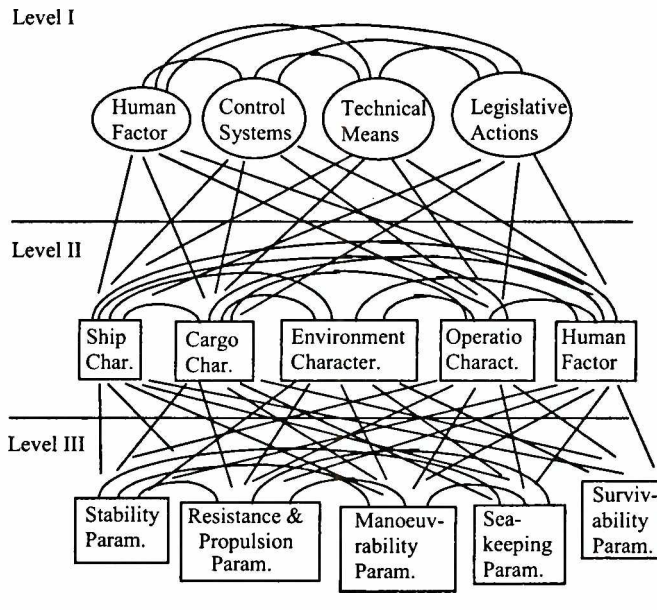 Level I
Human
Factor
Control
Systems
Technical
Means
Legislative
Actions
Level II
Ship
Char.
Cargo
Char.
Environment
Character.
Operatio
Charact.
Human
Factor
Level III
Stability
Param.
Resistance &
Propulsion
Param.
Manoeuv-
rability
Param.
Sea-
keeping
Param.
Surviv-
ability
Param.